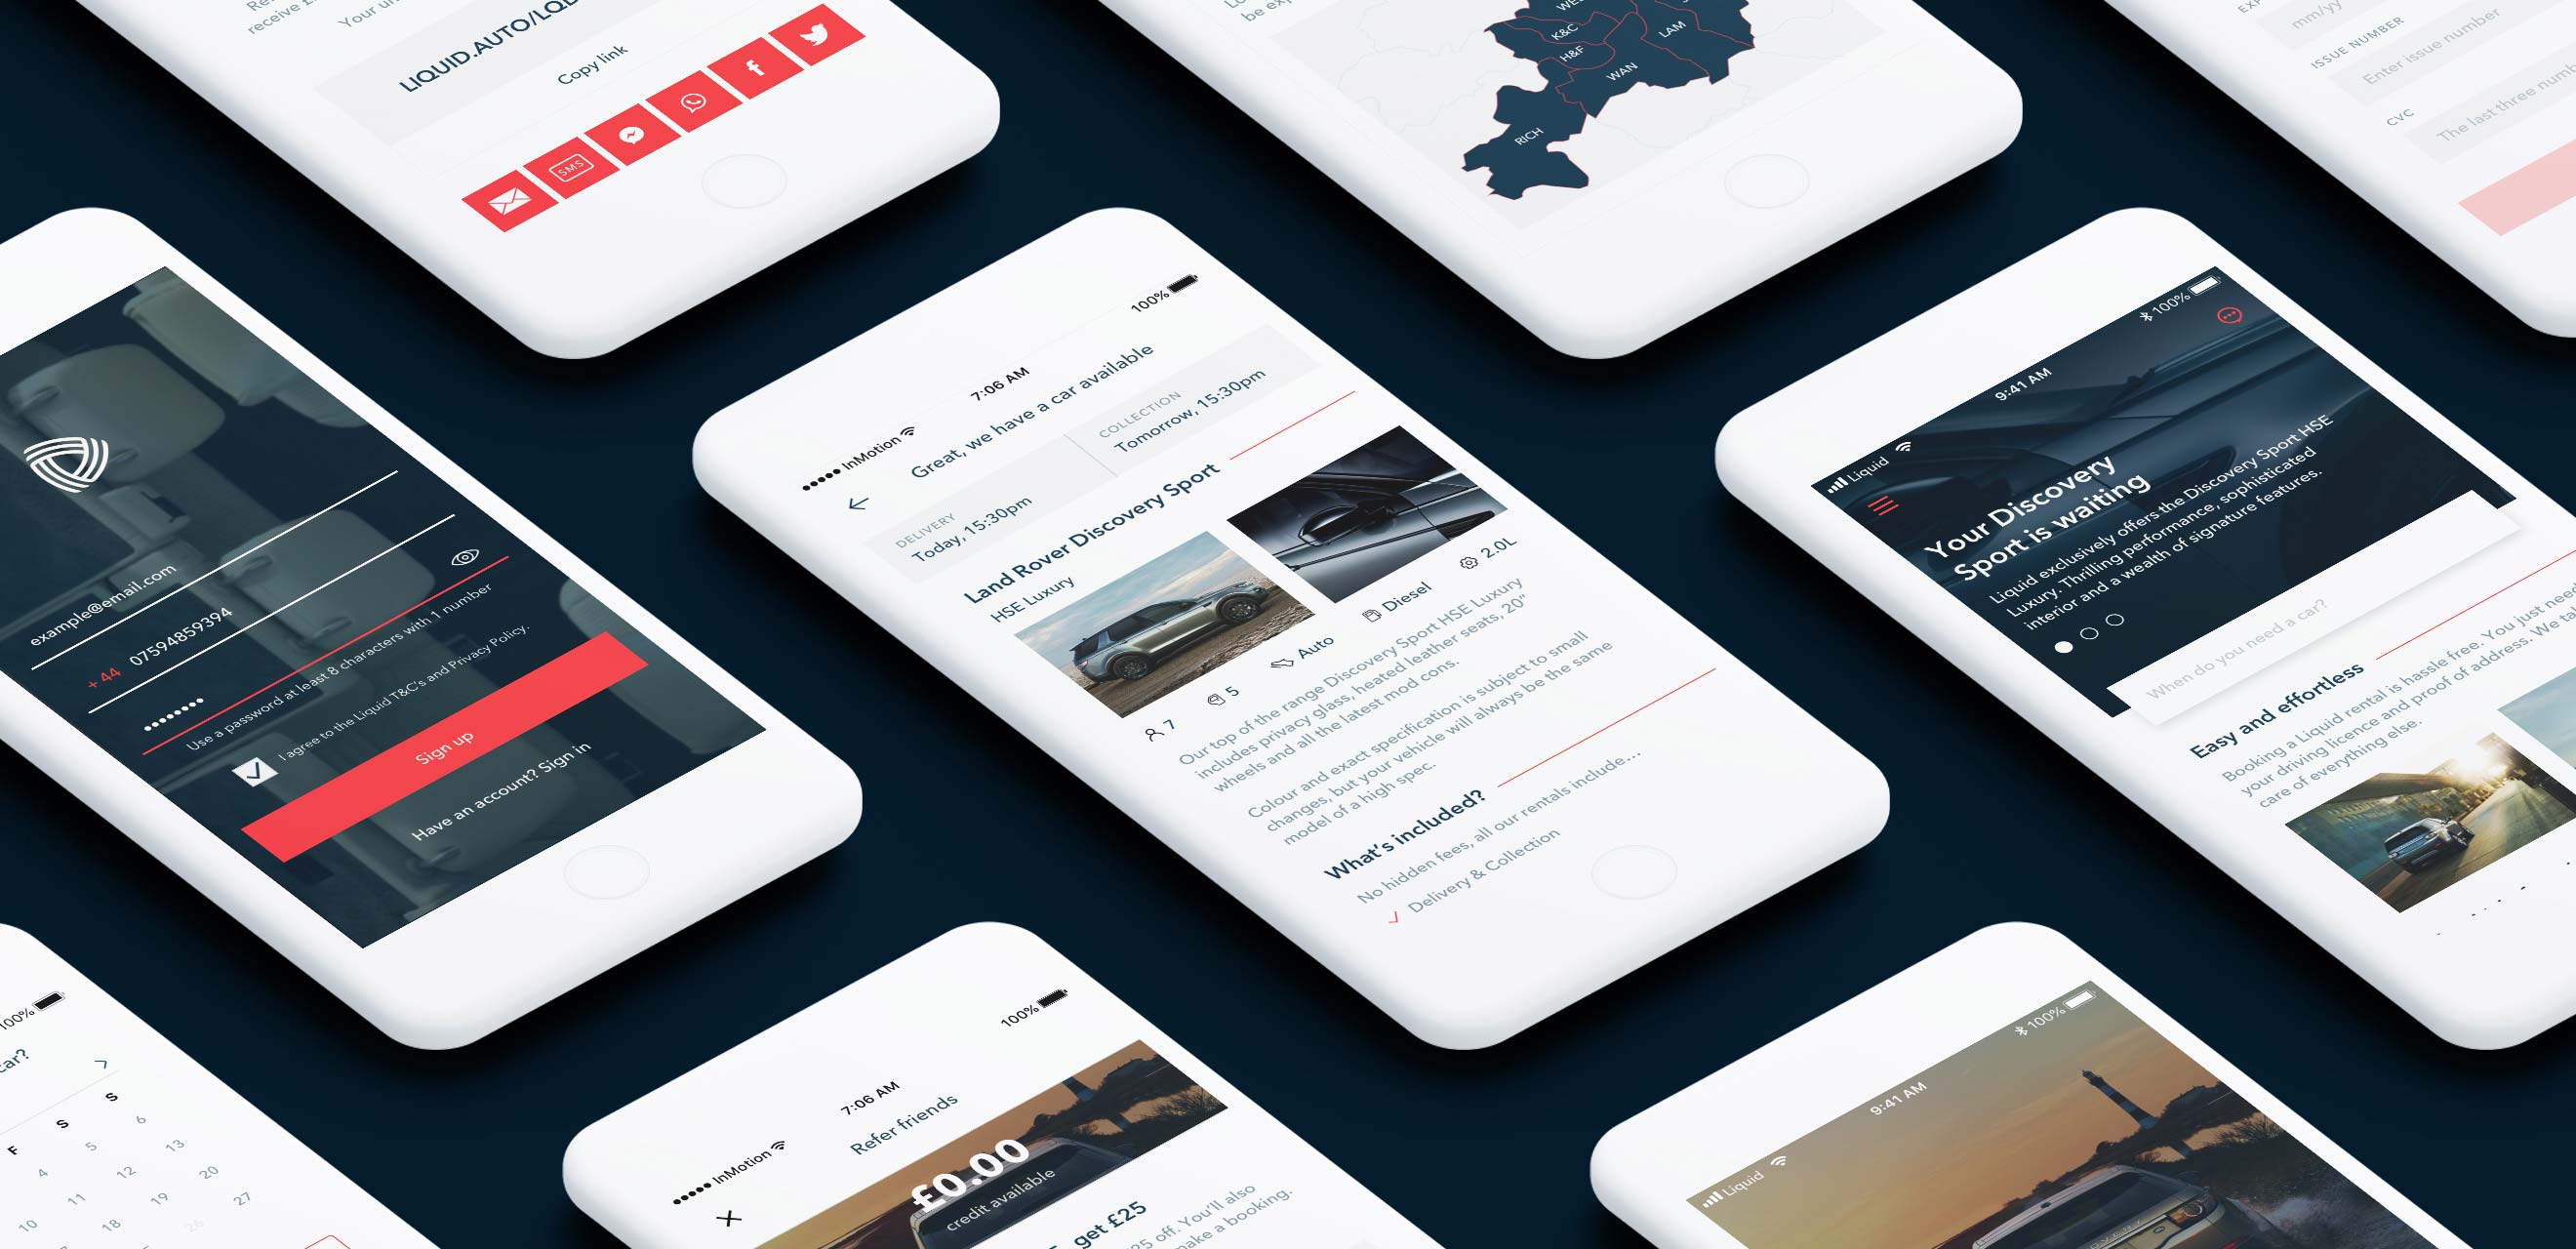 Your
LIQUID.AUTO/
Copy link
SMS
be
K&C
H&F
LAM
WAN
RICH
mm/yy
ISSUE NUMBER
Enter issue number
CVC
The last three
example@email.com
+44 07594859394
••••••••
Use a password at least 8 characters with 1 number
I agree to the Liquid T&C's and Privacy Policy.
Sign up
Have an account? Sign in
InMotion 7:06 AM 100%
Great, we have a car available
DELIVERY
Today, 15:30pm
COLLECTION
Tomorrow, 15:30pm
Land Rover Discovery Sport
HSE Luxury
7 5 Auto Diesel 2.0L
Our top of the range Discovery Sport HSE Luxury
includes privacy glass, heated leather seats, 20”
wheels and all the latest mod cons.
Colour and exact specification is subject to small
changes, but your vehicle will always be the same
model of a high spec.
What's included?
No hidden fees, all our rentals include...
Delivery & Collection
Liquid 9:41 AM 100%
Your Discovery
Sport is waiting
Liquid exclusively offers the Discovery Sport HSE
Luxury. Thrilling performance, sophisticated
interior and a wealth of signature features.
When do you need a car?
Easy and effortless
Booking a Liquid rental is hassle free. You just need
your driving licence and proof of address. We
care of everything else.
100%
car?
F S S
4 5 6
10 11 12 13
18 19 20
26 27
InMotion 7:06 AM 100%
Refer friends
£0.00
credit available
get £25
off. You'll also
make a booking.
Liquid 9:41 AM 100%